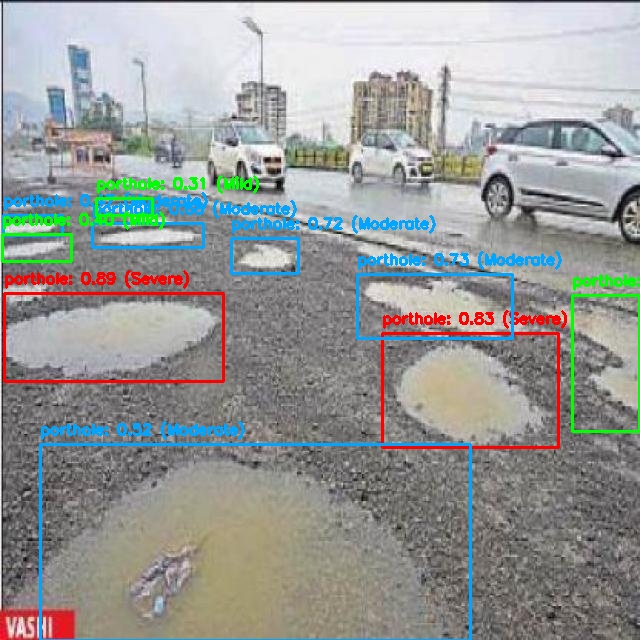 porthole: 0.31 (Mild)
(Moderate)
porthole: 0.72 (Moderate)
porthole: 0.73 (Moderate)
porthole:
porthole: 0.89 (Severe)
porthole: 0.83 (Severe)
porthole: 0.52 (Moderate)
VASHI